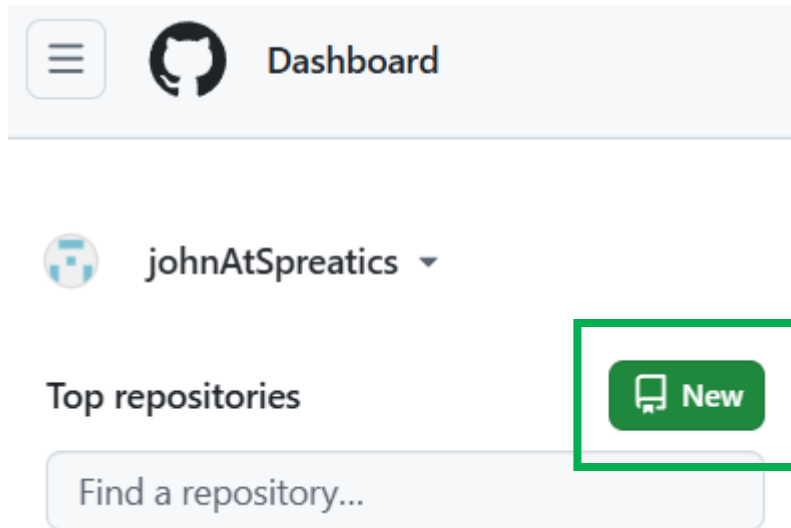 Dashboard
johnAtSpreatics
Top repositories
New
Find a repository...